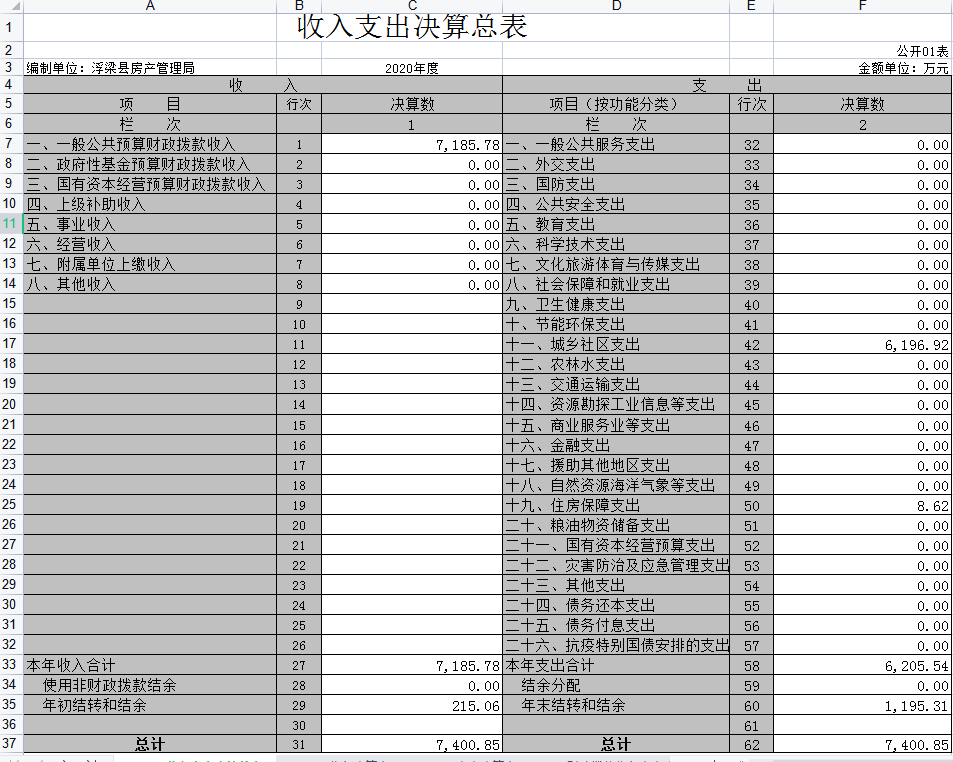 A B C D E F
1 收入支出决算总表
2 公开01表
3 编制单位：浮梁县房产管理局 2020年度 金额单位：万元
4 收 入 支 出
5 项 目 行次 决算数 项目（按功能分类） 行次 决算数
6 栏 次 1 栏 次 2
7 一、一般公共预算财政拨款收入 1 7,185.78 一、一般公共服务支出 32 0.00
8 二、政府性基金预算财政拨款收入 2 0.00 二、外交支出 33 0.00
9 三、国有资本经营预算财政拨款收入 3 0.00 三、国防支出 34 0.00
10 四、上级补助收入 4 0.00 四、公共安全支出 35 0.00
11 五、事业收入 5 0.00 五、教育支出 36 0.00
12 六、经营收入 6 0.00 六、科学技术支出 37 0.00
13 七、附属单位上缴收入 7 0.00 七、文化旅游体育与传媒支出 38 0.00
14 八、其他收入 8 0.00 八、社会保障和就业支出 39 0.00
15 9 九、卫生健康支出 40 0.00
16 10 十、节能环保支出 41 0.00
17 11 十一、城乡社区支出 42 6,196.92
18 12 十二、农林水支出 43 0.00
19 13 十三、交通运输支出 44 0.00
20 14 十四、资源勘探工业信息等支出 45 0.00
21 15 十五、商业服务业等支出 46 0.00
22 16 十六、金融支出 47 0.00
23 17 十七、援助其他地区支出 48 0.00
24 18 十八、自然资源海洋气象等支出 49 0.00
25 19 十九、住房保障支出 50 8.62
26 20 二十、粮油物资储备支出 51 0.00
27 21 二十一、国有资本经营预算支出 52 0.00
28 22 二十二、灾害防治及应急管理支出 53 0.00
29 23 二十三、其他支出 54 0.00
30 24 二十四、债务还本支出 55 0.00
31 25 二十五、债务付息支出 56 0.00
32 26 二十六、抗疫特别国债安排的支出 57 0.00
33 本年收入合计 27 7,185.78 本年支出合计 58 6,205.54
34 使用非财政拨款结余 28 0.00 结余分配 59 0.00
35 年初结转和结余 29 215.06 年末结转和结余 60 1,195.31
36 30 61
37 总计 31 7,400.85 总计 62 7,400.85